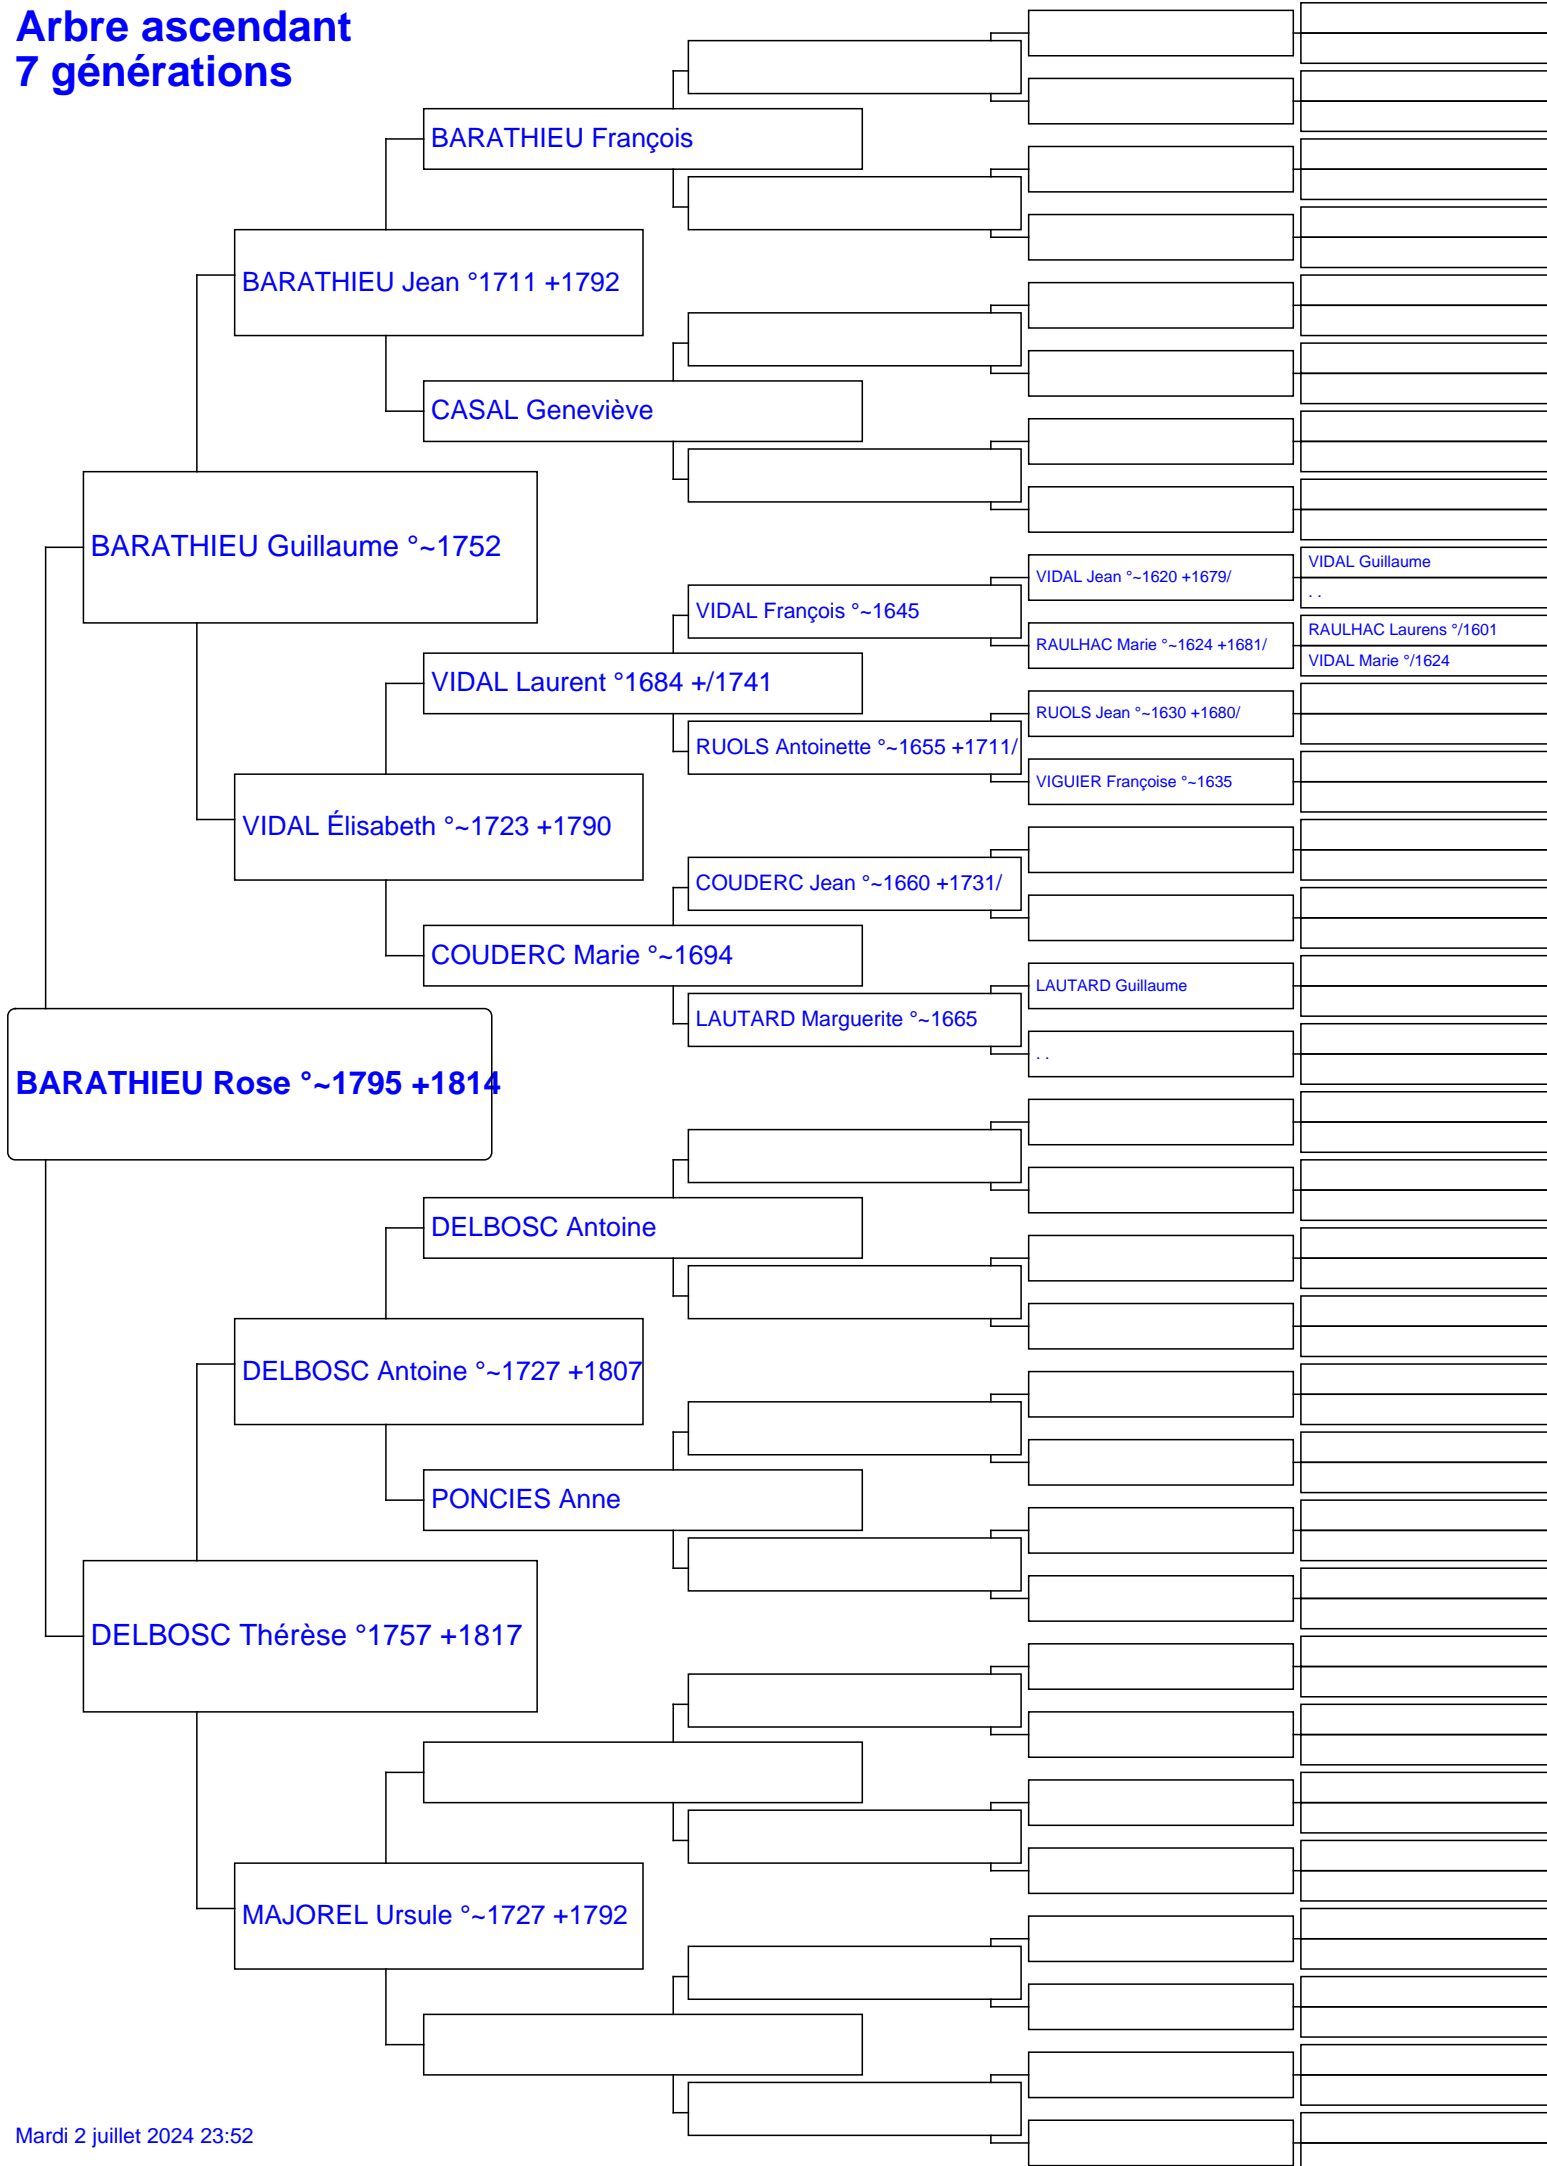 Arbre ascendant
7 générations
BARATHIEU François
BARATHIEU Jean °1711 +1792
CASAL Geneviève
BARATHIEU Guillaume °~1752
VIDAL Jean °~1620 +1679/
VIDAL Guillaume
. .
VIDAL François °~1645
RAULHAC Marie °~1624 +1681/
RAULHAC Laurens °/1601
VIDAL Marie °/1624
VIDAL Laurent °1684 +/1741
RUOLS Jean °~1630 +1680/
RUOLS Antoinette °~1655 +1711/
VIGUIER Françoise °~1635
VIDAL Élisabeth °~1723 +1790
COUDERC Jean °~1660 +1731/
COUDERC Marie °~1694
LAUTARD Guillaume
LAUTARD Marguerite °~1665
. .
BARATHIEU Rose °~1795 +1814
DELBOSC Antoine
DELBOSC Antoine °~1727 +1807
PONCIES Anne
DELBOSC Thérèse °1757 +1817
MAJOREL Ursule °~1727 +1792
Mardi 2 juillet 2024 23:52